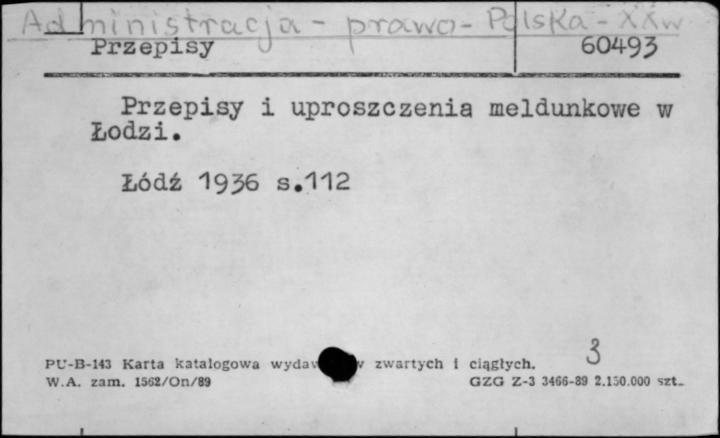 Administracja - prawo - Polska - XXw
Przepisy 60493
Przepisy i uproszczenia meldunkowe w
Łodzi.
Łódź 1936 s.112
3
PU-B-143 Karta katalogowa zwartych i ciągłych.
W.A. zam. 1562/On/89 GZG Z-3 3466-89 2.150.000 szt.